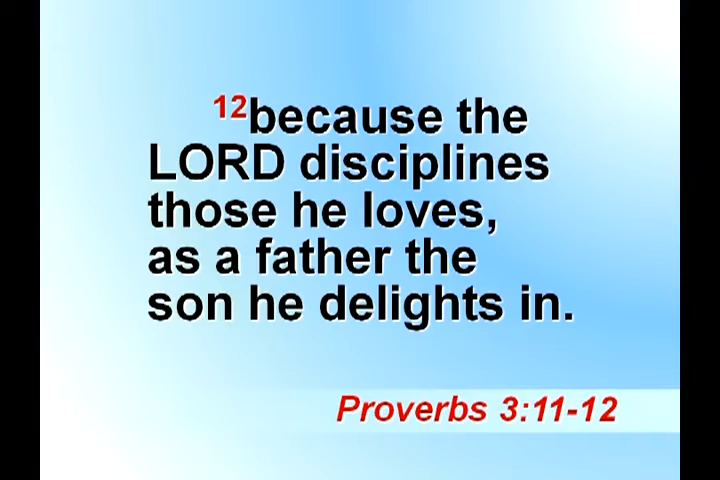 12because the
LORD disciplines
those he loves,
as a father the
son he delights in.
Proverbs 3:11-12